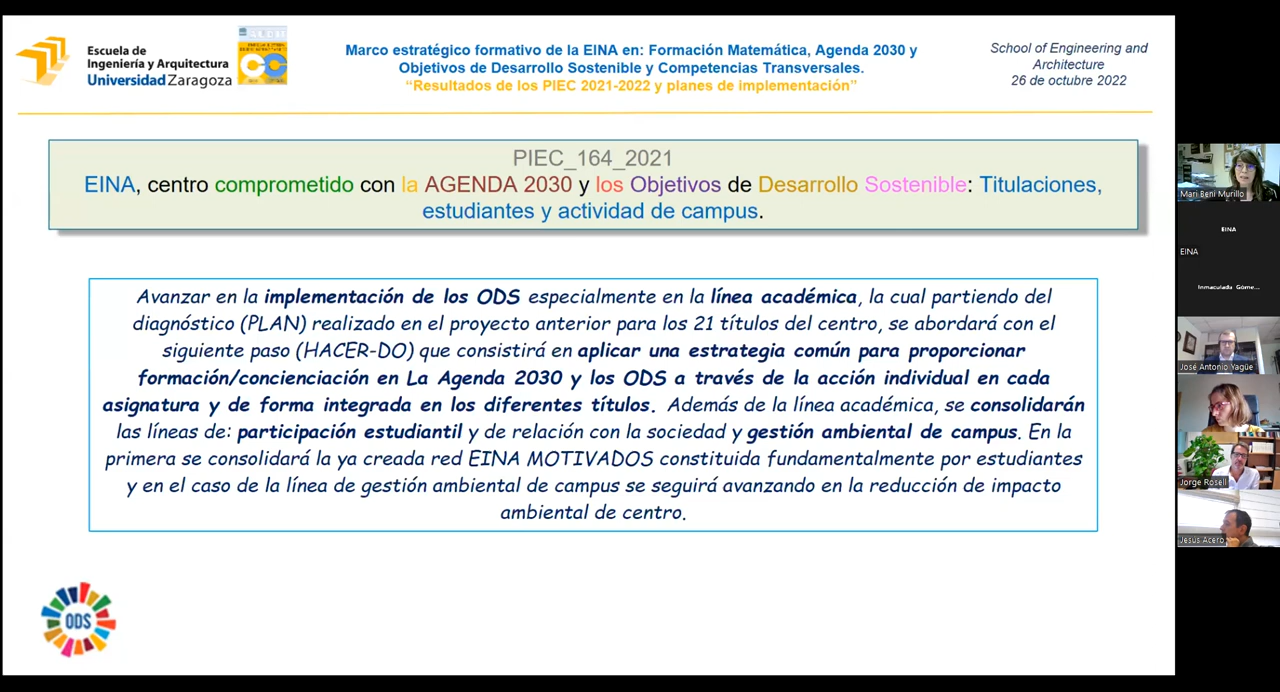 Escuela de
Ingeniería y Arquitectura
Universidad Zaragoza
Marco estratégico formativo de la EINA en: Formación Matemática, Agenda 2030 y
Objetivos de Desarrollo Sostenible y Competencias Transversales.
“Resultados de los PIEC 2021-2022 y planes de implementación”
School of Engineering and
Architecture
26 de octubre 2022
PIEC_164_2021
EINA, centro comprometido con la AGENDA 2030 y los Objetivos de Desarrollo Sostenible: Titulaciones,
estudiantes y actividad de campus.
Avanzar en la implementación de los ODS especialmente en la línea académica, la cual partiendo del
diagnóstico (PLAN) realizado en el proyecto anterior para los 21 títulos del centro, se abordará con el
siguiente paso (HACER-DO) que consistirá en aplicar una estrategia común para proporcionar
formación/concienciación en La Agenda 2030 y los ODS a través de la acción individual en cada
asignatura y de forma integrada en los diferentes títulos. Además de la línea académica, se consolidarán
las líneas de: participación estudiantil y de relación con la sociedad y gestión ambiental de campus. En la
primera se consolidará la ya creada red EINA MOTIVADOS constituida fundamentalmente por estudiantes
y en el caso de la línea de gestión ambiental de campus se seguirá avanzando en la reducción de impacto
ambiental de centro.
ODS
Mari Beni Murillo
EINA
EINA
Inmaculada Góme...
José Antonio Yagüe
Jorge Rosell
Jesús Acero